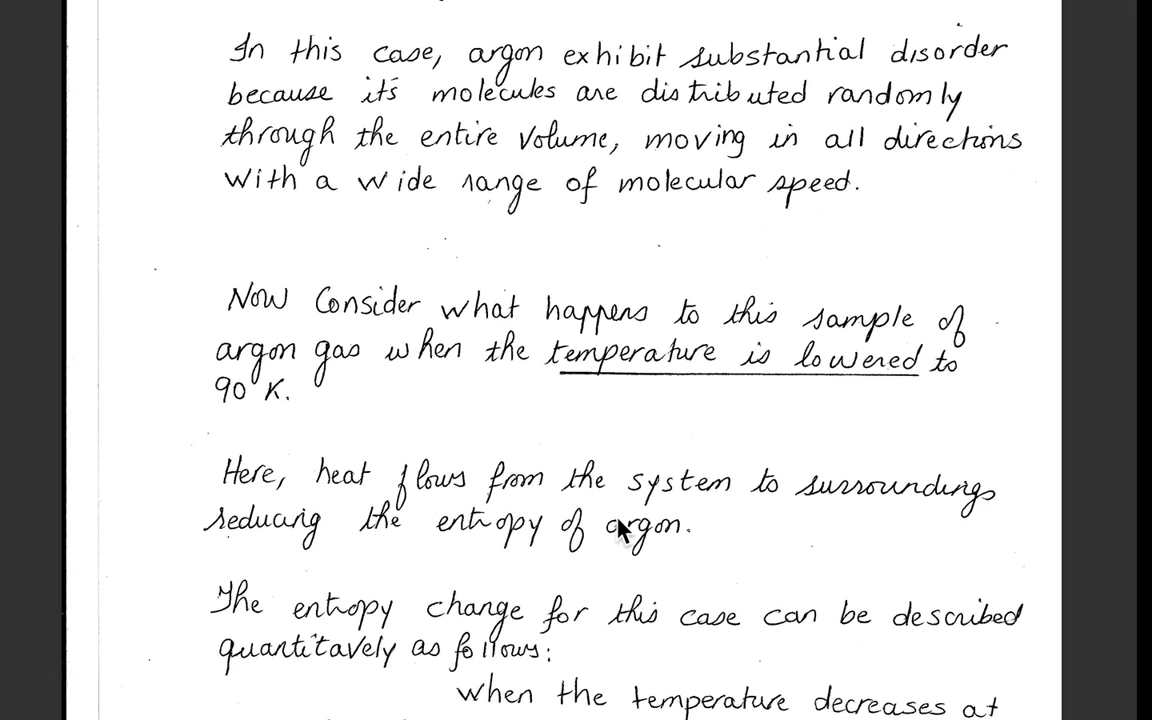 In this case, argon exhibit substantial disorder
because it's molecules are distributed randomly
through the entire volume, moving in all directions
with a wide range of molecular speed.
Now Consider what happens to this sample of
argon gas when the temperature is lowered to
90°K.
Here, heat flows from the system to surroundings
reducing the entropy of argon.
The entropy change for this case can be described
quantitavely as follows:
when the temperature decreases at